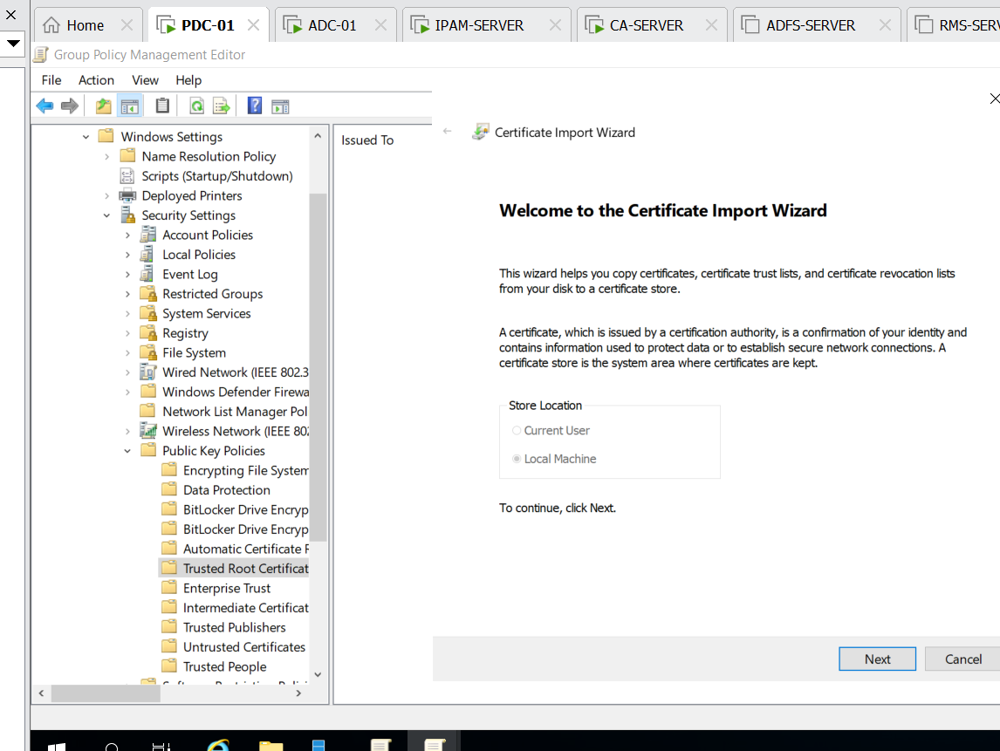 Home
PDC-01
ADC-01
IPAM-SERVER
CA-SERVER
ADFS-SERVER
RMS-SERV
Group Policy Management Editor
File Action View Help
Windows Settings
Name Resolution Policy
Scripts (Startup/Shutdown)
Deployed Printers
Security Settings
Account Policies
Local Policies
Event Log
Restricted Groups
System Services
Registry
File System
Wired Network (IEEE 802.3
Windows Defender Firewa
Network List Manager Pol
Wireless Network (IEEE 802
Public Key Policies
Encrypting File System
Data Protection
BitLocker Drive Encryp
BitLocker Drive Encryp
Automatic Certificate R
Trusted Root Certificat
Enterprise Trust
Intermediate Certificat
Trusted Publishers
Untrusted Certificates
Trusted People
Issued To
Certificate Import Wizard
Welcome to the Certificate Import Wizard
This wizard helps you copy certificates, certificate trust lists, and certificate revocation lists
from your disk to a certificate store.
A certificate, which is issued by a certification authority, is a confirmation of your identity and
contains information used to protect data or to establish secure network connections. A
certificate store is the system area where certificates are kept.
Store Location
Current User
Local Machine
To continue, click Next.
Next
Cancel